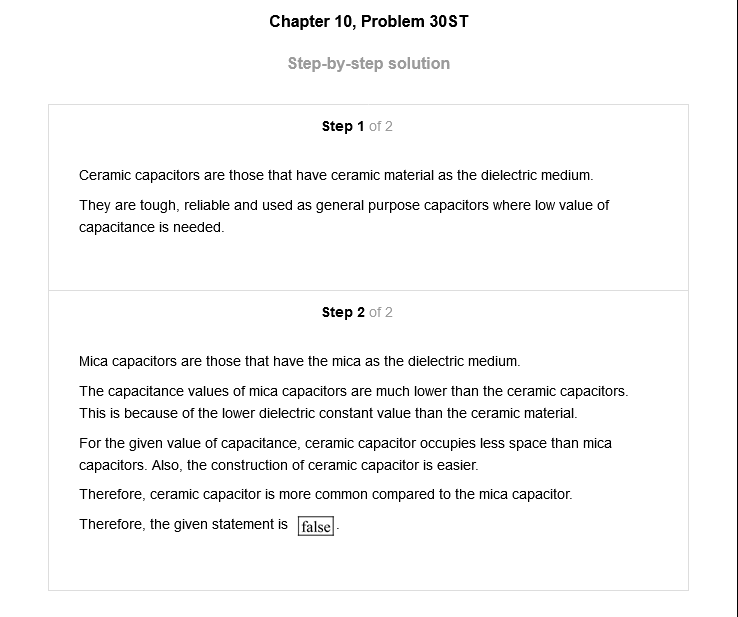 Chapter 10, Problem 30ST
Step-by-step solution
Step 1 of 2
Ceramic capacitors are those that have ceramic material as the dielectric medium.
They are tough, reliable and used as general purpose capacitors where low value of
capacitance is needed.
Step 2 of 2
Mica capacitors are those that have the mica as the dielectric medium.
The capacitance values of mica capacitors are much lower than the ceramic capacitors.
This is because of the lower dielectric constant value than the ceramic material.
For the given value of capacitance, ceramic capacitor occupies less space than mica
capacitors. Also, the construction of ceramic capacitor is easier.
Therefore, ceramic capacitor is more common compared to the mica capacitor.
Therefore, the given statement is false.